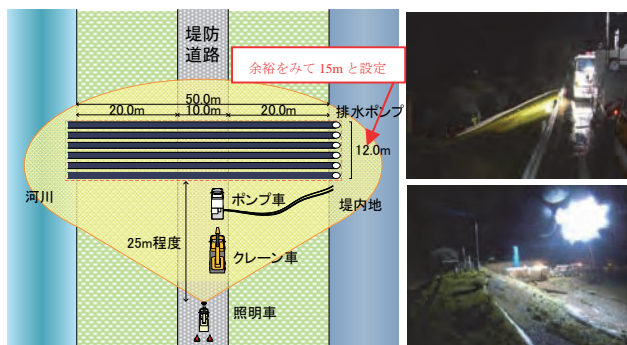 堤防
道路
余裕をみて 15m と設定
50.0m
20.0m
10.0m
20.0m
排水ポンプ
12.0m
河川
ポンプ車
堤内地
25m程度
クレーン車
照明車